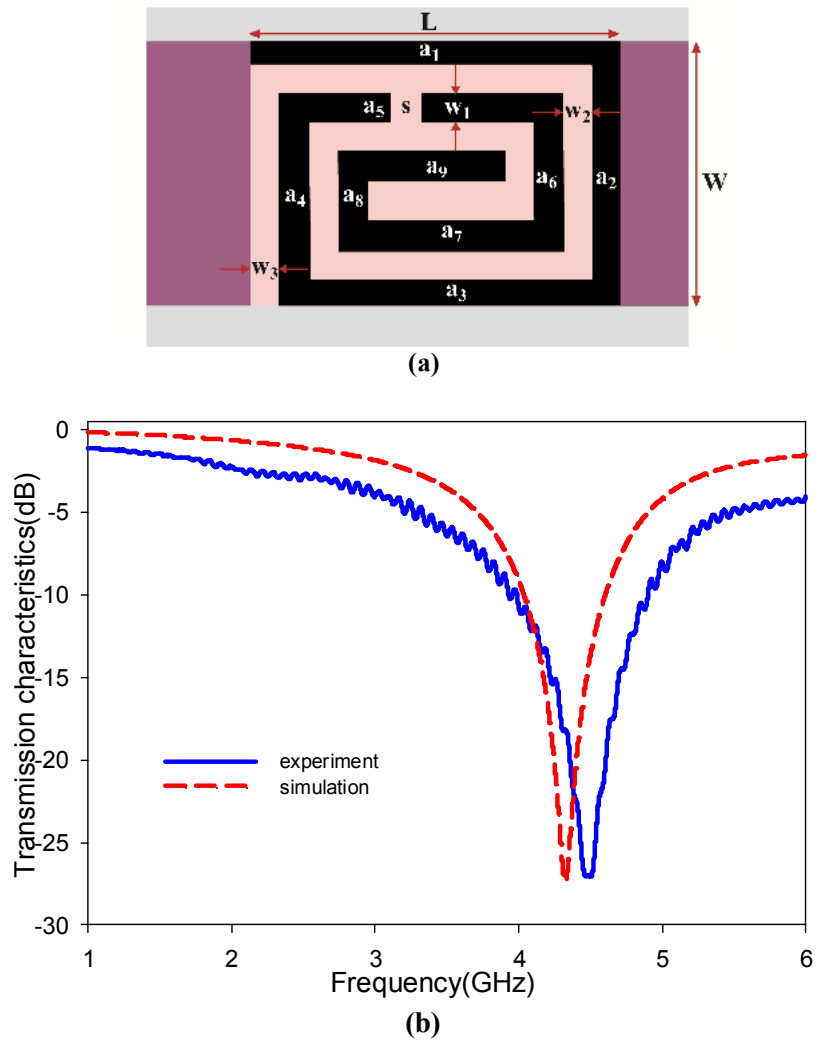 L
a₁
a₅ s w₁ w₂
a₉ a₆ a₂ W
a₄ a₈
a₇
w₃
a₃
(a)
Transmission characteristics(dB)
0
-5
-10
-15
-20
-25
-30
experiment
simulation
1 2 3 4 5 6
Frequency(GHz)
(b)